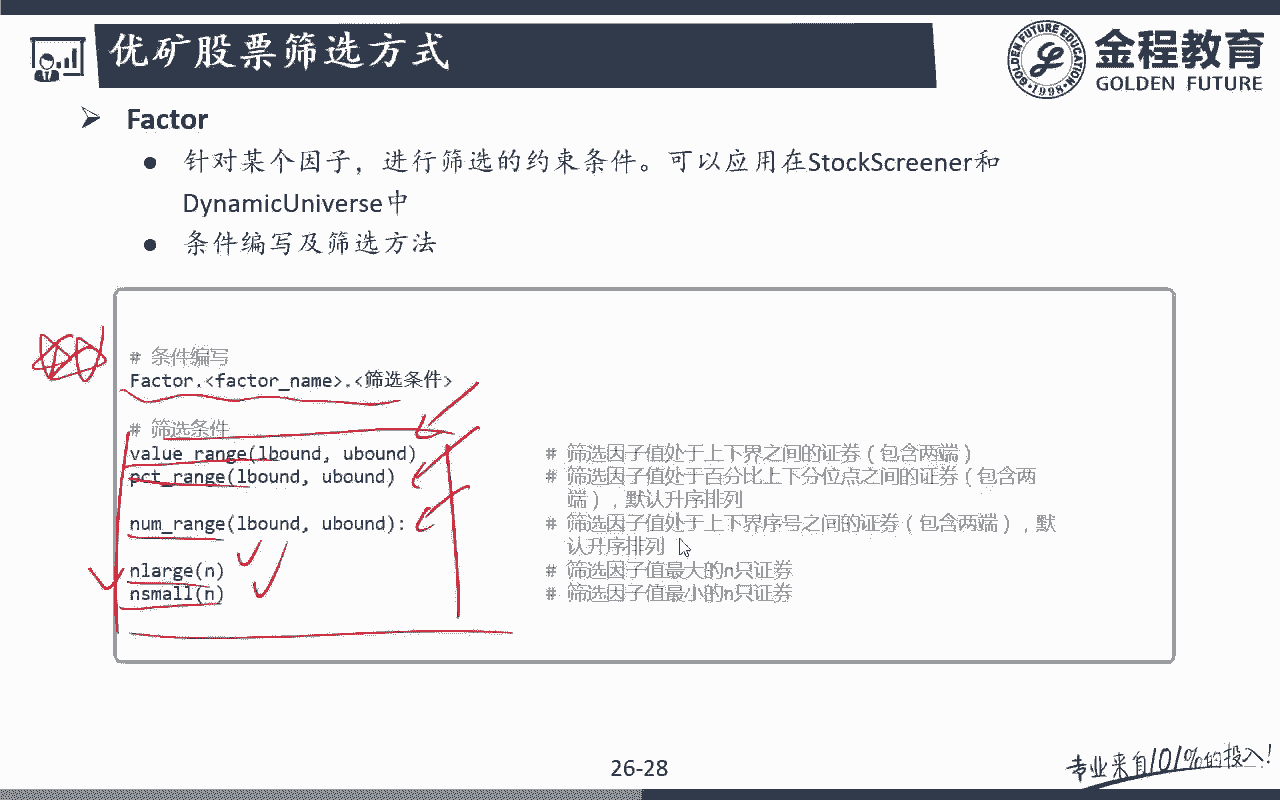 优矿股票筛选方式
GOLDEN FUTURE EDUCATION
·1998·
金程教育
GOLDEN FUTURE
Factor
针对某个因子，进行筛选的约束条件。可以应用在StockScreener和
DynamicUniverse中
条件编写及筛选方法
# 条件编写
Factor.<factor_name>.<筛选条件>
# 筛选条件
value_range(lbound, ubound) # 筛选因子值处于上下界之间的证券（包含两端）
pct_range(lbound, ubound) # 筛选因子值处于百分比上下分位点之间的证券（包含两
端），默认升序排列
num_range(lbound, ubound): # 筛选因子值处于上下界序号之间的证券（包含两端），默
认升序排列
nlarge(n) # 筛选因子值最大的n只证券
nsmall(n) # 筛选因子值最小的n只证券
26-28
专业来自101%的投入!